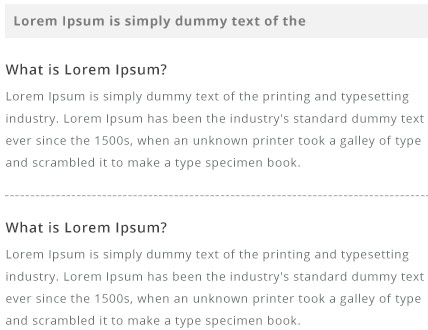 Lorem Ipsum is simply dummy text of the
What is Lorem Ipsum?
Lorem Ipsum is simply dummy text of the printing and typesetting
industry. Lorem Ipsum has been the industry's standard dummy text
ever since the 1500s, when an unknown printer took a galley of type
and scrambled it to make a type specimen book.
What is Lorem Ipsum?
Lorem Ipsum is simply dummy text of the printing and typesetting
industry. Lorem Ipsum has been the industry's standard dummy text
ever since the 1500s, when an unknown printer took a galley of type
and scrambled it to make a type specimen book.